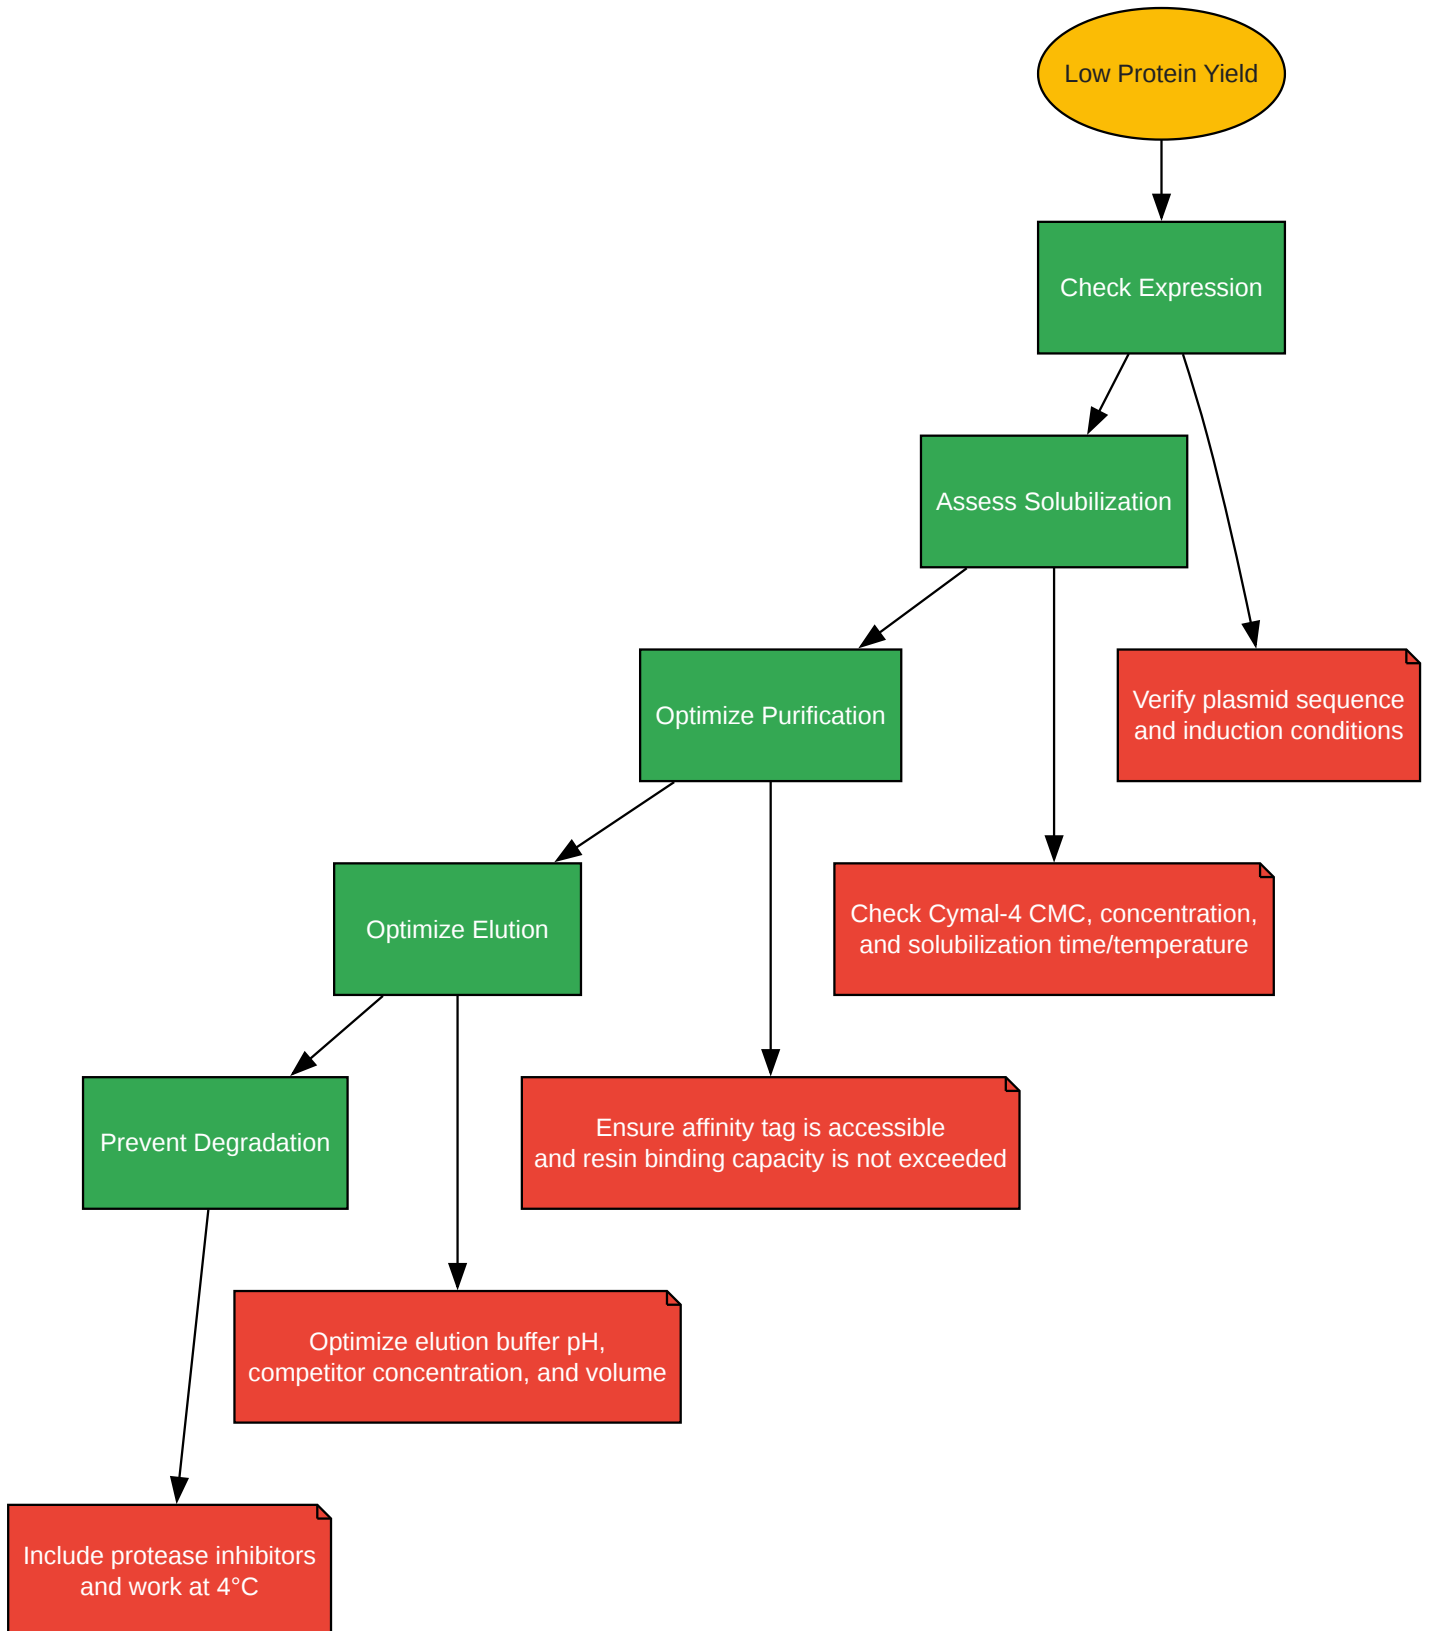 Low Protein Yield
Check Expression
Assess Solubilization
Optimize Purification
Verify plasmid sequence
and induction conditions
Optimize Elution
Check Cymal-4 CMC, concentration,
and solubilization time/temperature
Prevent Degradation
Ensure affinity tag is accessible
and resin binding capacity is not exceeded
Optimize elution buffer pH,
competitor concentration, and volume
Include protease inhibitors
and work at 4°C